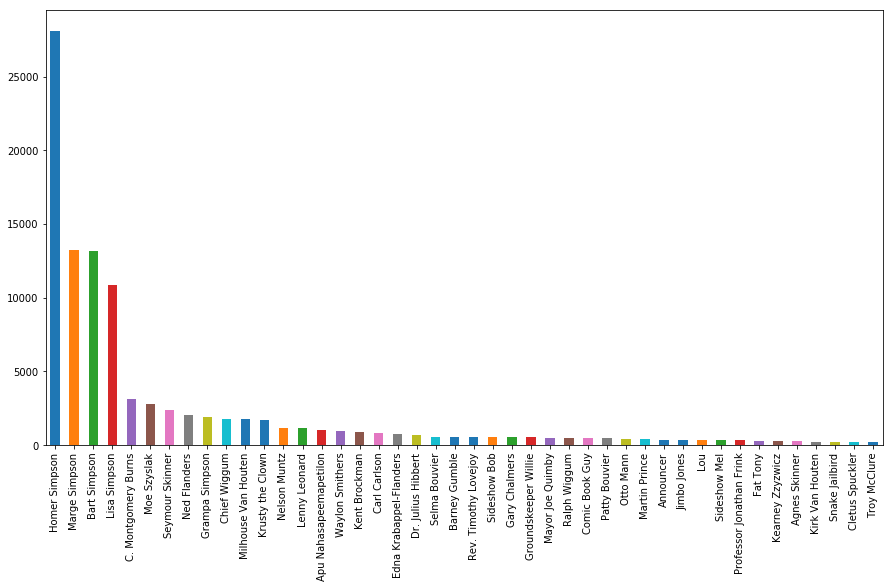 25000
20000
15000
10000
5000
0
Homer Simpson
Marge Simpson
Bart Simpson
Lisa Simpson
C. Montgomery Burns
Moe Szyslak
Seymour Skinner
Ned Flanders
Grampa Simpson
Chief Wiggum
Milhouse Van Houten
Krusty the Clown
Nelson Muntz
Lenny Leonard
Apu Nahasapeemapetilon
Waylon Smithers
Kent Brockman
Carl Carlson
Edna Krabappel-Flanders
Dr. Julius Hibbert
Selma Bouvier
Barney Gumble
Rev. Timothy Lovejoy
Sideshow Bob
Gary Chalmers
Groundskeeper Willie
Mayor Joe Quimby
Ralph Wiggum
Comic Book Guy
Patty Bouvier
Otto Mann
Martin Prince
Announcer
Jimbo Jones
Lou
Sideshow Mel
Professor Jonathan Frink
Fat Tony
Kearney Zzyzwicz
Agnes Skinner
Kirk Van Houten
Snake Jailbird
Cletus Spuckler
Troy McClure